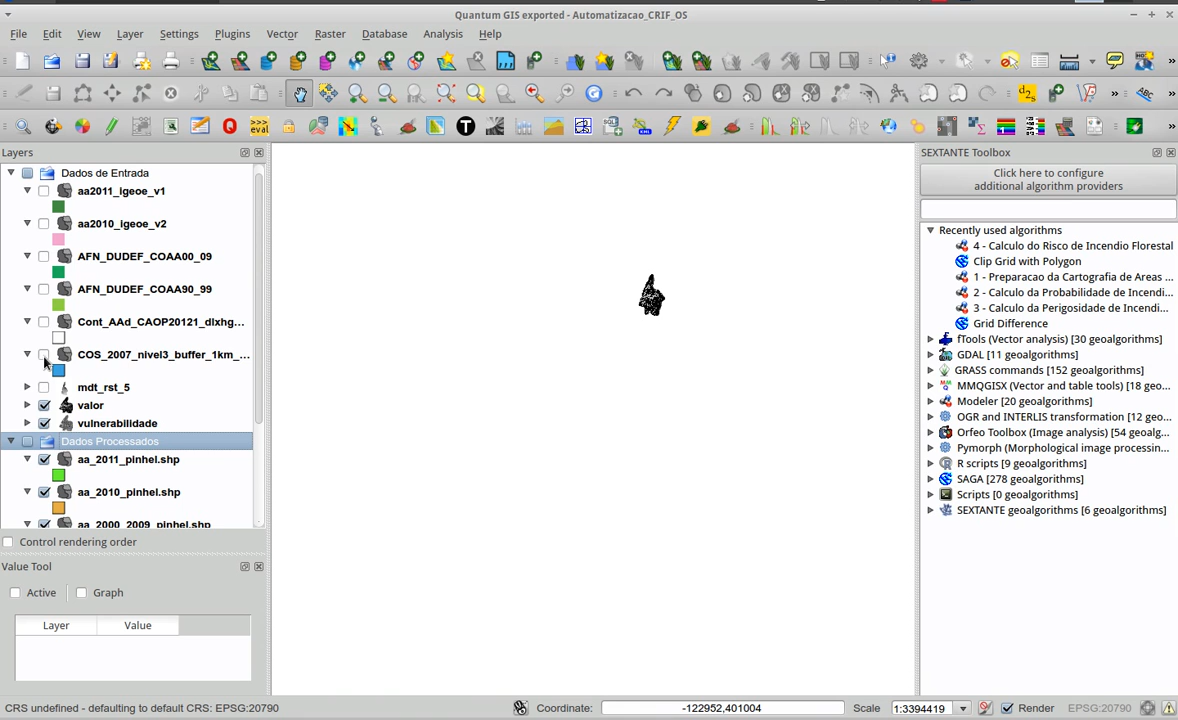 Quantum GIS exported - Automatizacao_CRIF_OS
File Edit View Layer Settings Plugins Vector Raster Database Analysis Help
Layers
Dados de Entrada
aa2011_igeoe_v1
aa2010_igeoe_v2
AFN_DUDEF_COAA00_09
AFN_DUDEF_COAA90_99
Cont_AAd_CAOP20121_dlxhg...
COS_2007_nivel3_buffer_1km_...
mdt_rst_5
valor
vulnerabilidade
Dados Processados
aa_2011_pinhel.shp
aa_2010_pinhel.shp
aa_2000_2009_pinhel.shp
Control rendering order
Value Tool
Active Graph
Layer Value
SEXTANTE Toolbox
Click here to configure
additional algorithm providers
Recently used algorithms
4 - Calculo do Risco de Incendio Florestal
Clip Grid with Polygon
1 - Preparacao da Cartografia de Areas ...
2 - Calculo da Probabilidade de Incendi...
3 - Calculo da Perigosidade de Incendi...
Grid Difference
fTools (Vector analysis) [30 geoalgorithms]
GDAL [11 geoalgorithms]
GRASS commands [152 geoalgorithms]
MMQGISX (Vector and table tools) [18 geo...
Modeler [20 geoalgorithms]
OGR and INTERLIS transformation [12 geo...
Orfeo Toolbox (Image analysis) [54 geoalg...
Pymorph (Morphological image processin...
R scripts [9 geoalgorithms]
SAGA [278 geoalgorithms]
Scripts [0 geoalgorithms]
SEXTANTE geoalgorithms [6 geoalgorithms]
CRS undefined - defaulting to default CRS: EPSG:20790
Coordinate: -122952,401004 Scale 1:3394419 Render EPSG:20790